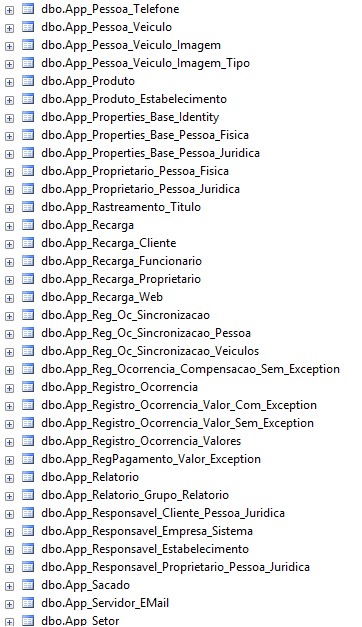 dbo.App_Pessoa_Telefone
dbo.App_Pessoa_Veiculo
dbo.App_Pessoa_Veiculo_Imagem
dbo.App_Pessoa_Veiculo_Imagem_Tipo
dbo.App_Produto
dbo.App_Produto_Estabelecimento
dbo.App_Properties_Base_Identity
dbo.App_Properties_Base_Pessoa_Fisica
dbo.App_Properties_Base_Pessoa_Juridica
dbo.App_Proprietario_Pessoa_Fisica
dbo.App_Proprietario_Pessoa_Juridica
dbo.App_Rastreamento_Titulo
dbo.App_Recarga
dbo.App_Recarga_Cliente
dbo.App_Recarga_Funcionario
dbo.App_Recarga_Proprietario
dbo.App_Recarga_Web
dbo.App_Reg_Oc_Sincronizacao
dbo.App_Reg_Oc_Sincronizacao_Pessoa
dbo.App_Reg_Oc_Sincronizacao_Veiculos
dbo.App_Reg_Ocorrencia_Compensacao_Sem_Exception
dbo.App_Registro_Ocorrencia
dbo.App_Registro_Ocorrencia_Valor_Com_Exception
dbo.App_Registro_Ocorrencia_Valor_Sem_Exception
dbo.App_Registro_Ocorrencia_Valores
dbo.App_RegPagamento_Valor_Exception
dbo.App_Relatorio
dbo.App_Relatorio_Grupo_Relatorio
dbo.App_Responsavel_Cliente_Pessoa_Juridica
dbo.App_Responsavel_Empresa_Sistema
dbo.App_Responsavel_Estabelecimento
dbo.App_Responsavel_Proprietario_Pessoa_Juridica
dbo.App_Sacado
dbo.App_Servidor_EMail
dbo.App_Setor